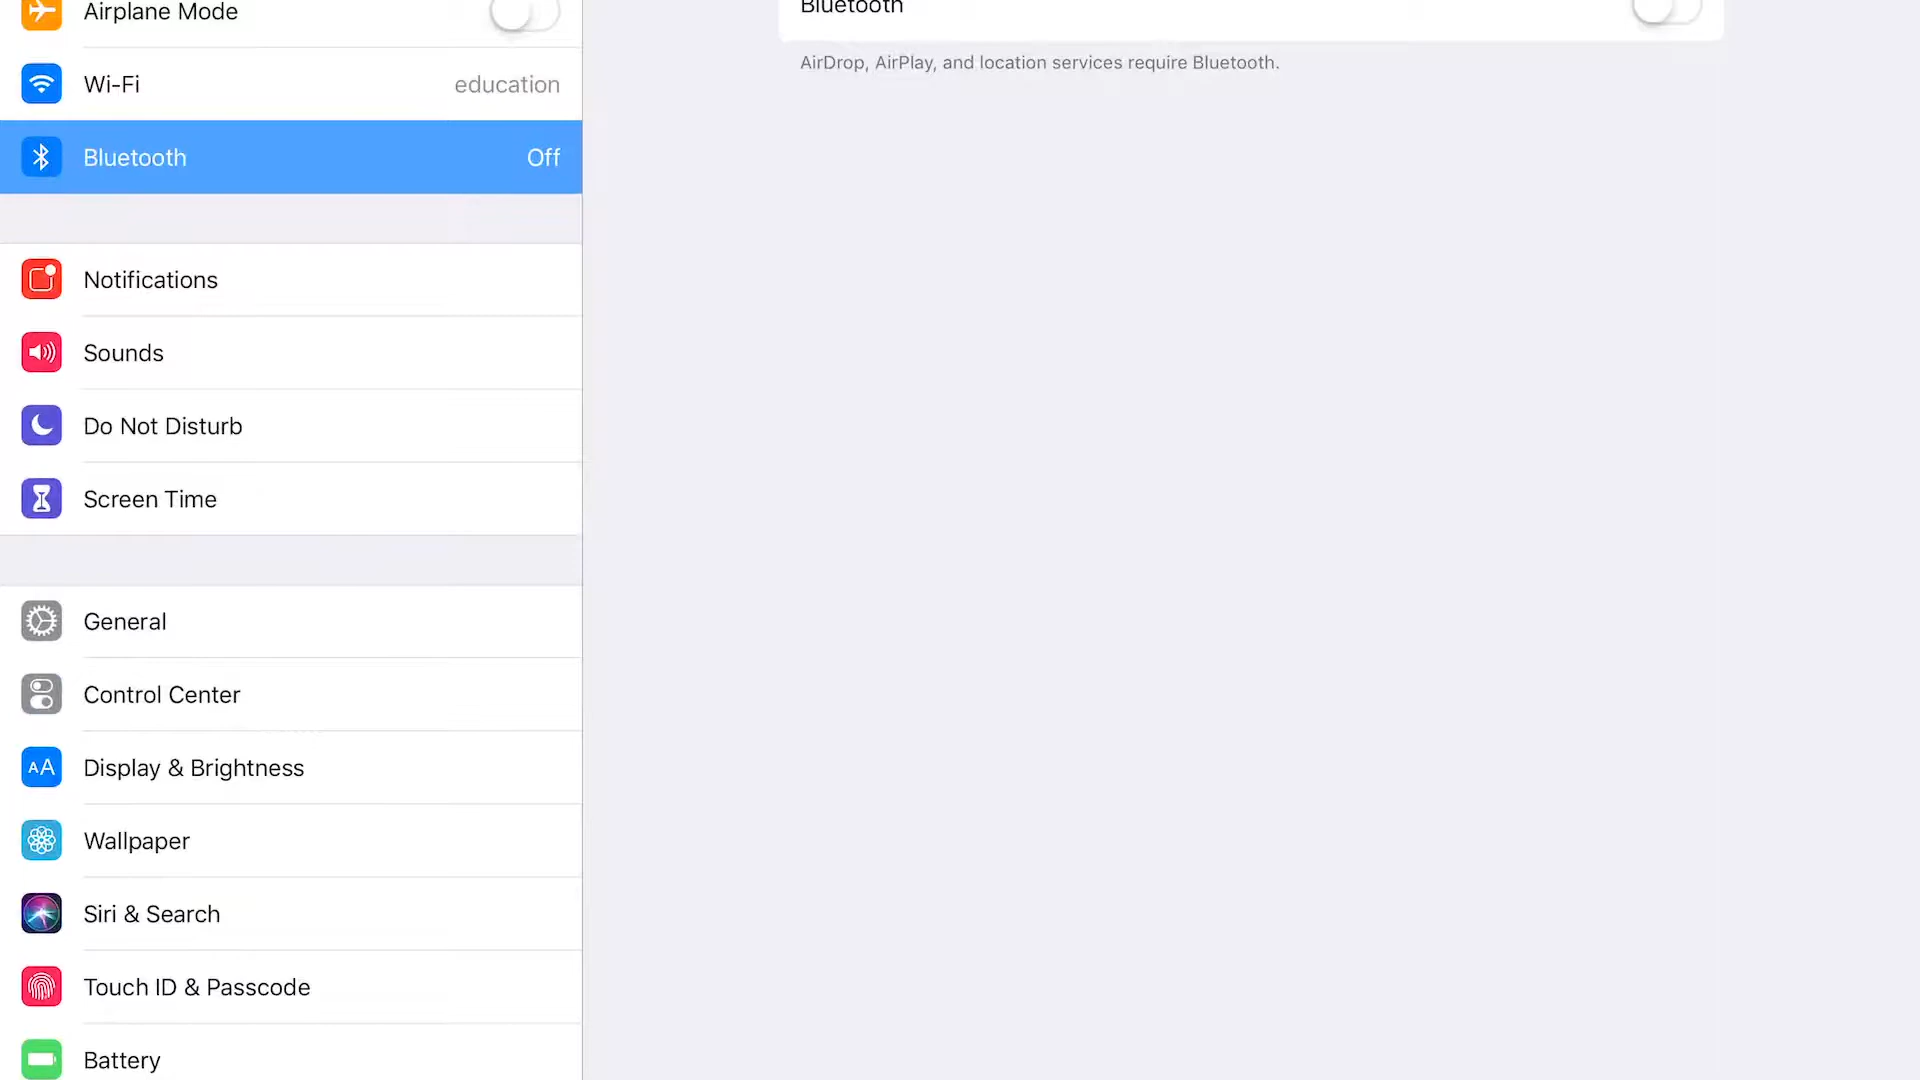 Airplane Mode
Wi-Fi education
Bluetooth Off
Notifications
Sounds
Do Not Disturb
Screen Time
General
Control Center
AA Display & Brightness
Wallpaper
Siri & Search
Touch ID & Passcode
Battery
Bluetooth
AirDrop, AirPlay, and location services require Bluetooth.